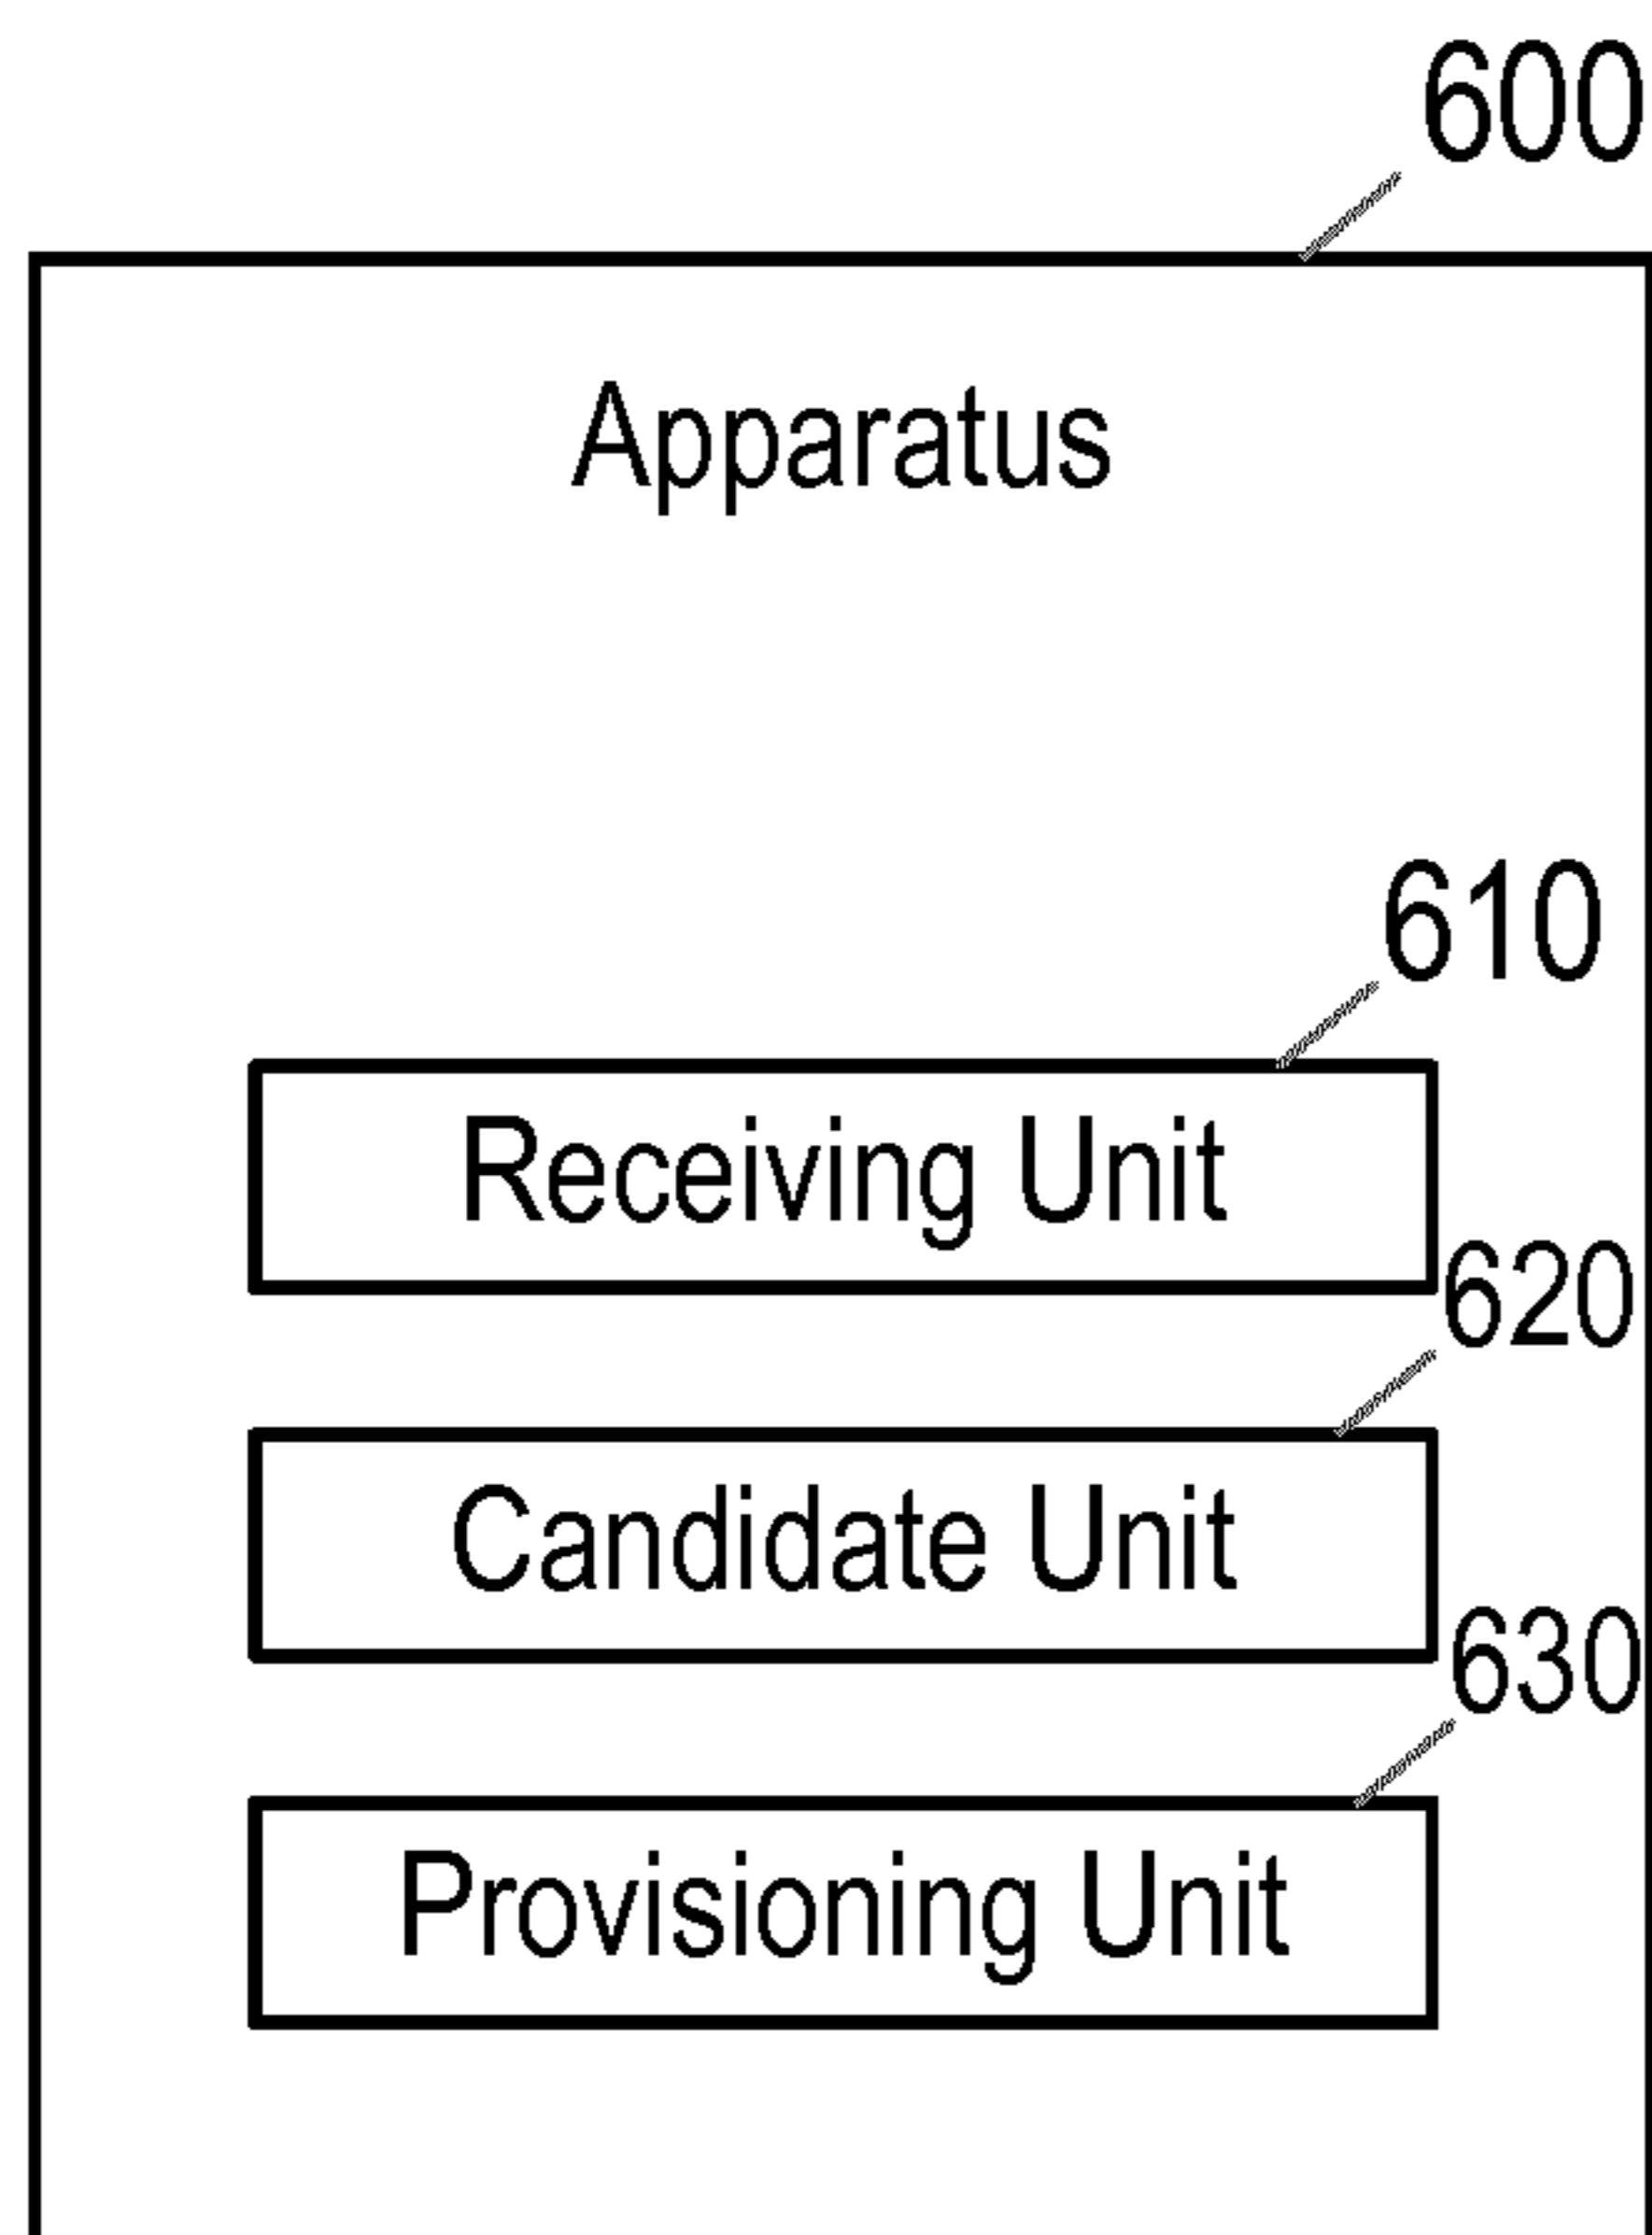 600
Apparatus
610
Receiving Unit
620
Candidate Unit
630
Provisioning Unit